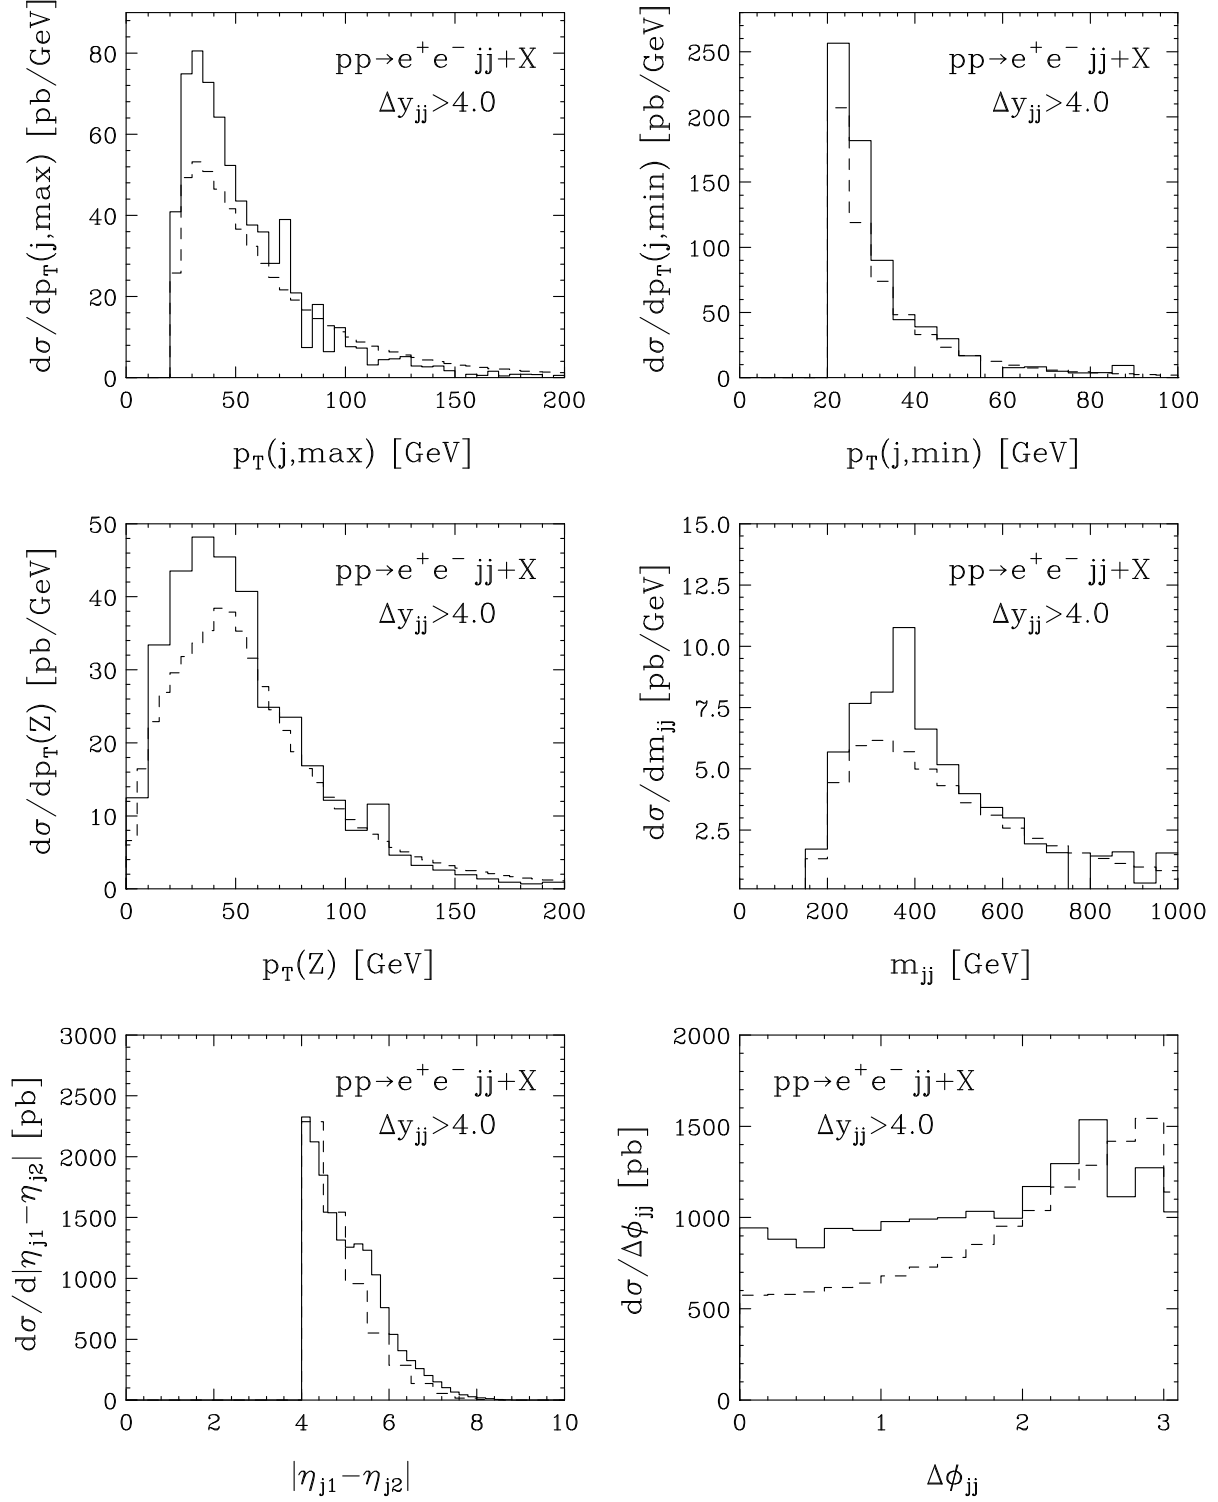 dσ/dp_T(j,max) [pb/GeV]
80
60
40
20
0
pp→e⁺e⁻ jj+X
Δy_jj>4.0
0 50 100 150 200
p_T(j,max) [GeV]
dσ/dp_T(j,min) [pb/GeV]
250
200
150
100
50
0
pp→e⁺e⁻ jj+X
Δy_jj>4.0
0 20 40 60 80 100
p_T(j,min) [GeV]
dσ/dp_T(Z) [pb/GeV]
50
40
30
20
10
0
pp→e⁺e⁻ jj+X
Δy_jj>4.0
0 50 100 150 200
p_T(Z) [GeV]
dσ/dm_jj [pb/GeV]
15.0
12.5
10.0
7.5
5.0
2.5
pp→e⁺e⁻ jj+X
Δy_jj>4.0
0 200 400 600 800 1000
m_jj [GeV]
dσ/d|η_j1−η_j2| [pb]
3000
2500
2000
1500
1000
500
0
pp→e⁺e⁻ jj+X
Δy_jj>4.0
0 2 4 6 8 10
|η_j1−η_j2|
dσ/Δϕ_jj [pb]
2000
1500
1000
500
0
pp→e⁺e⁻ jj+X
Δy_jj>4.0
0 1 2 3
Δϕ_jj